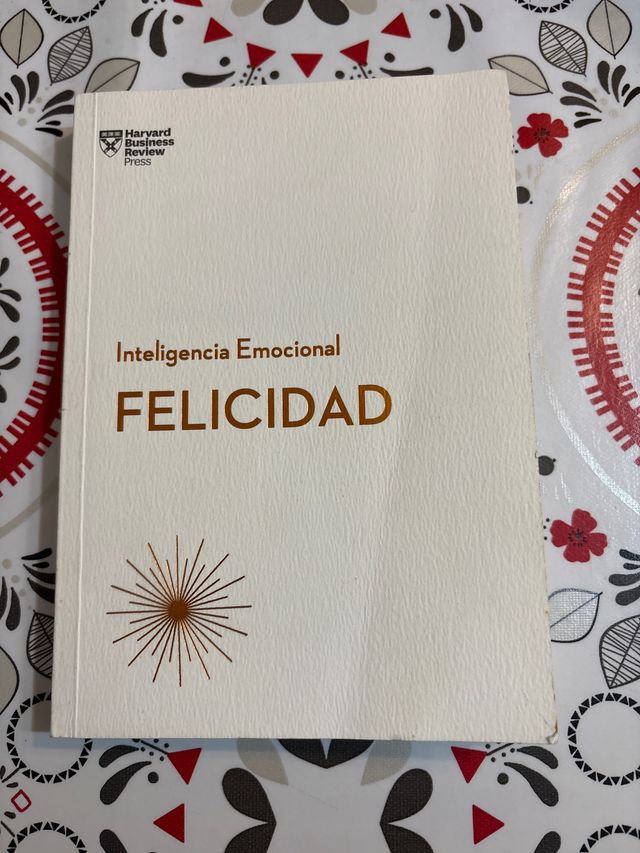 Harvard
Business
Review
Press
Inteligencia Emocional
FELICIDAD